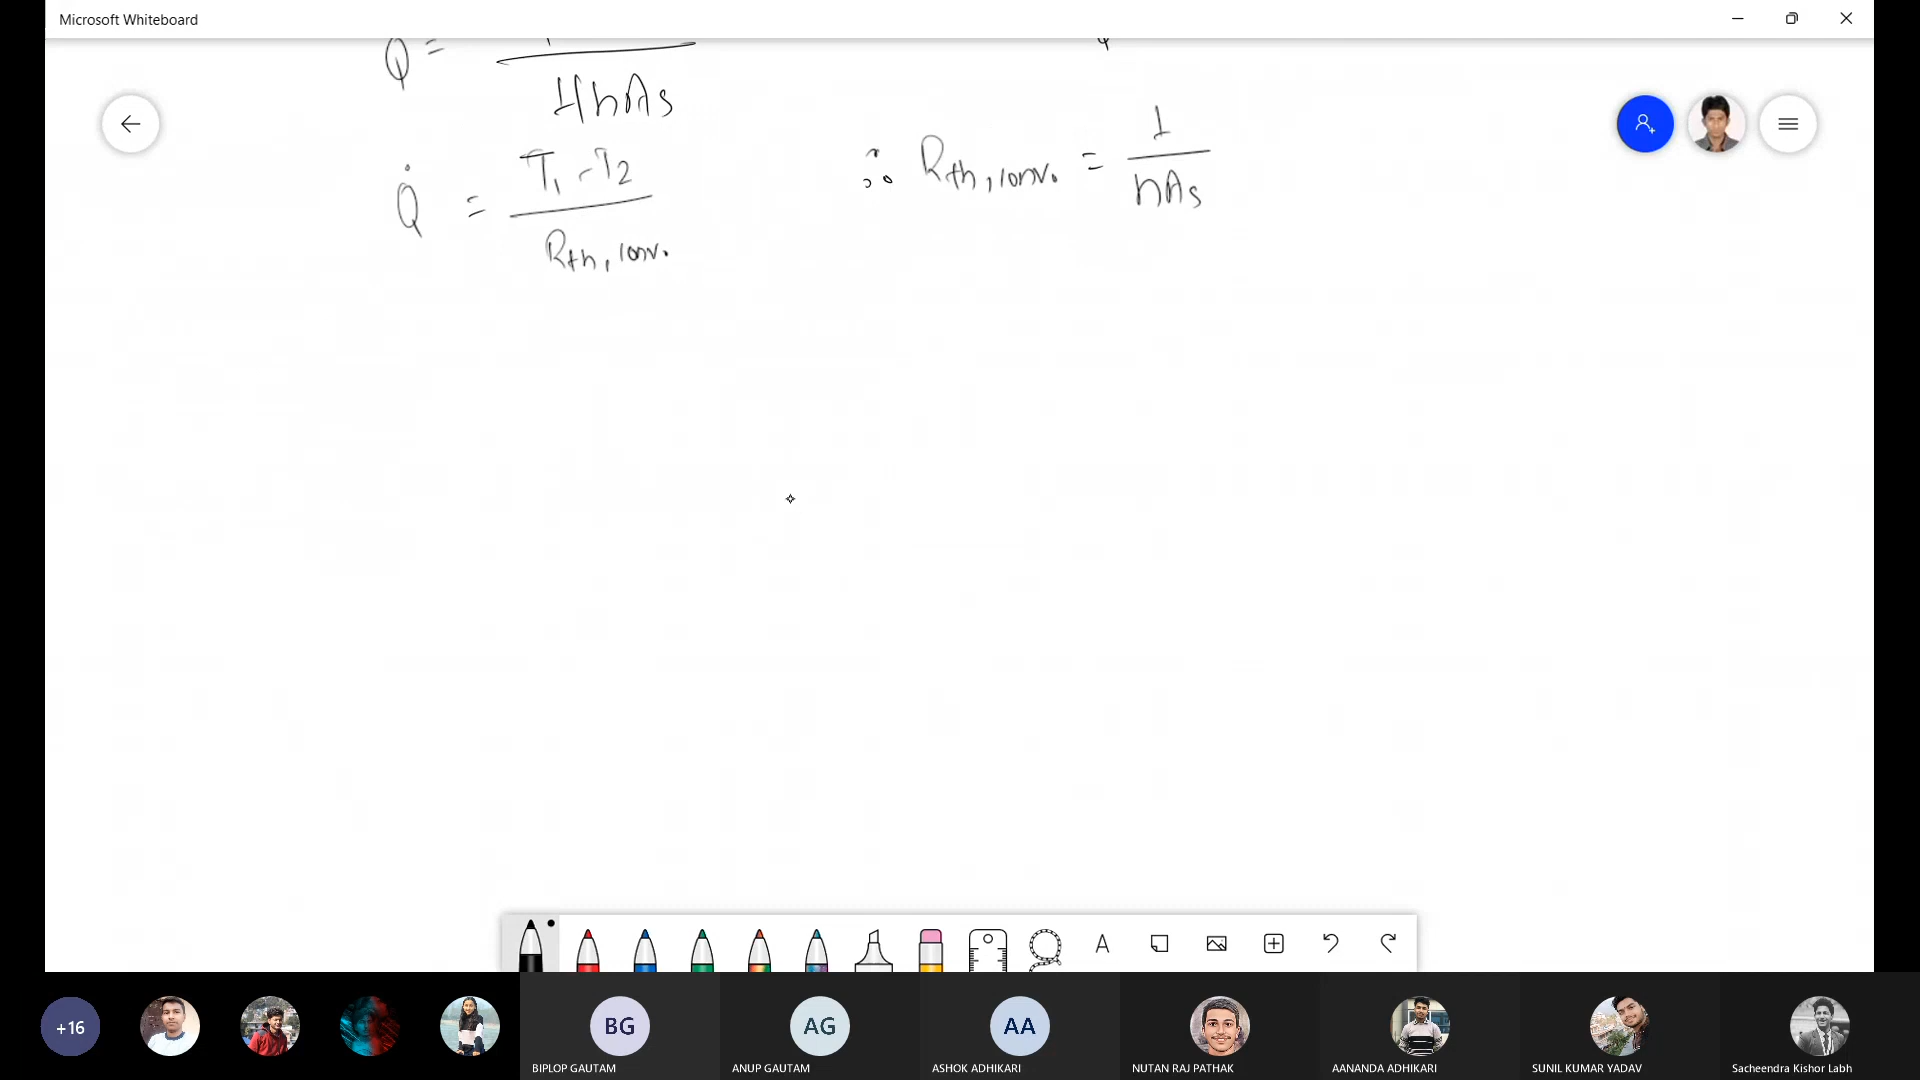 Microsoft Whiteboard
Q =
1/hAs
Q̇ = T₁ - T₂ / Rth, conv.
∴ Rth, conv. = 1 / hAs
A
+16
BG
AG
AA
BIPLOP GAUTAM
ANUP GAUTAM
ASHOK ADHIKARI
NUTAN RAJ PATHAK
AANANDA ADHIKARI
SUNIL KUMAR YADAV
Sacheendra Kishor Labh